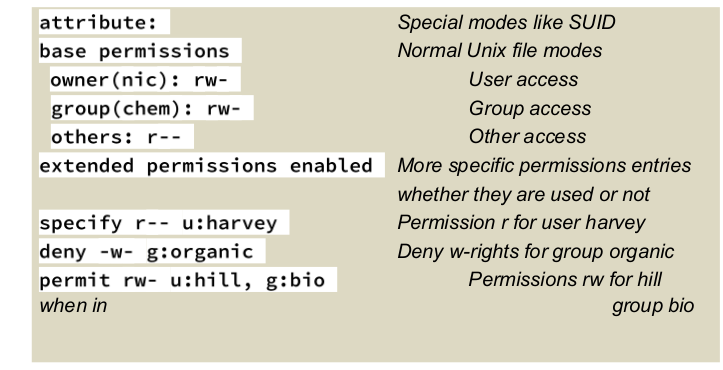 attribute: Special modes like SUID
base permissions Normal Unix file modes
owner(nic): rw- User access
group(chem): rw- Group access
others: r-- Other access
extended permissions enabled More specific permissions entries
whether they are used or not
specify r-- u:harvey Permission r for user harvey
deny -w- g:organic Deny w-rights for group organic
permit rw- u:hill, g:bio Permissions rw for hill
when in group bio